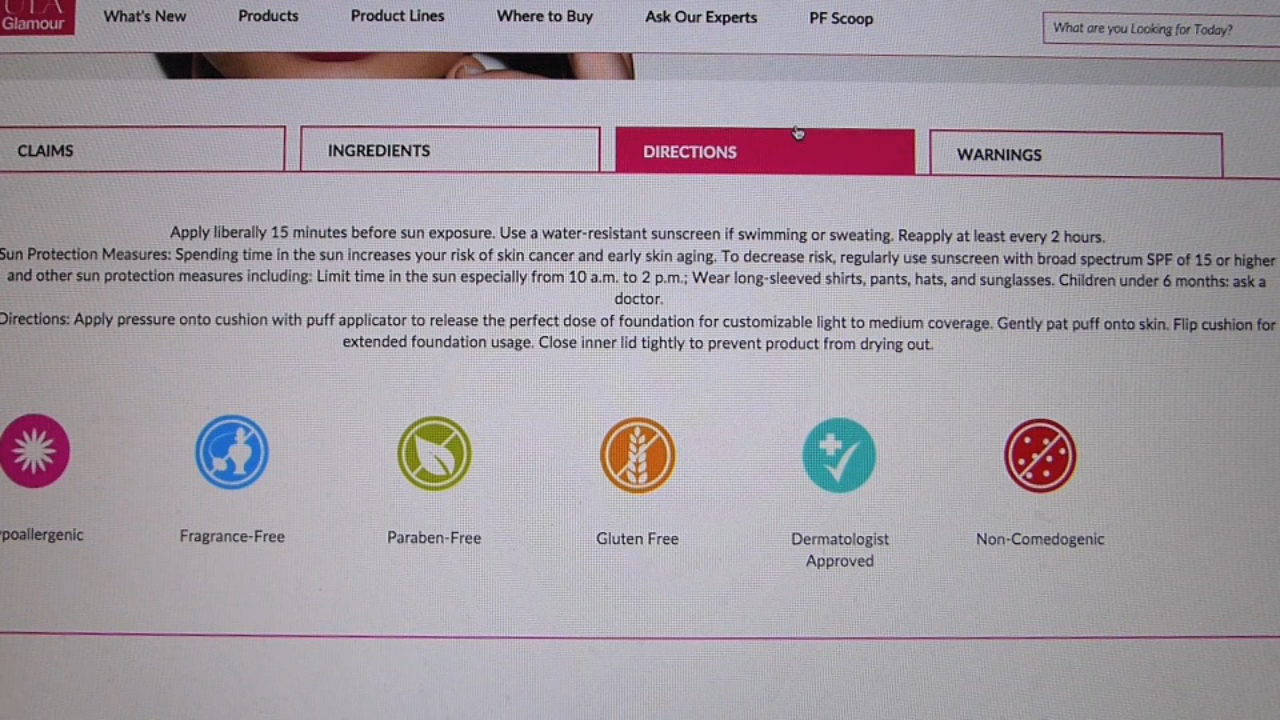 Glamour
What's New
Products
Product Lines
Where to Buy
Ask Our Experts
PF Scoop
What are you Looking for Today?
CLAIMS
INGREDIENTS
DIRECTIONS
WARNINGS
Apply liberally 15 minutes before sun exposure. Use a water-resistant sunscreen if swimming or sweating. Reapply at least every 2 hours.
Sun Protection Measures: Spending time in the sun increases your risk of skin cancer and early skin aging. To decrease risk, regularly use sunscreen with broad spectrum SPF of 15 or higher
and other sun protection measures including: Limit time in the sun especially from 10 a.m. to 2 p.m.; Wear long-sleeved shirts, pants, hats, and sunglasses. Children under 6 months: ask a
doctor.
Directions: Apply pressure onto cushion with puff applicator to release the perfect dose of foundation for customizable light to medium coverage. Gently pat puff onto skin. Flip cushion for
extended foundation usage. Close inner lid tightly to prevent product from drying out.
poallergenic
Fragrance-Free
Paraben-Free
Gluten Free
Dermatologist
Approved
Non-Comedogenic